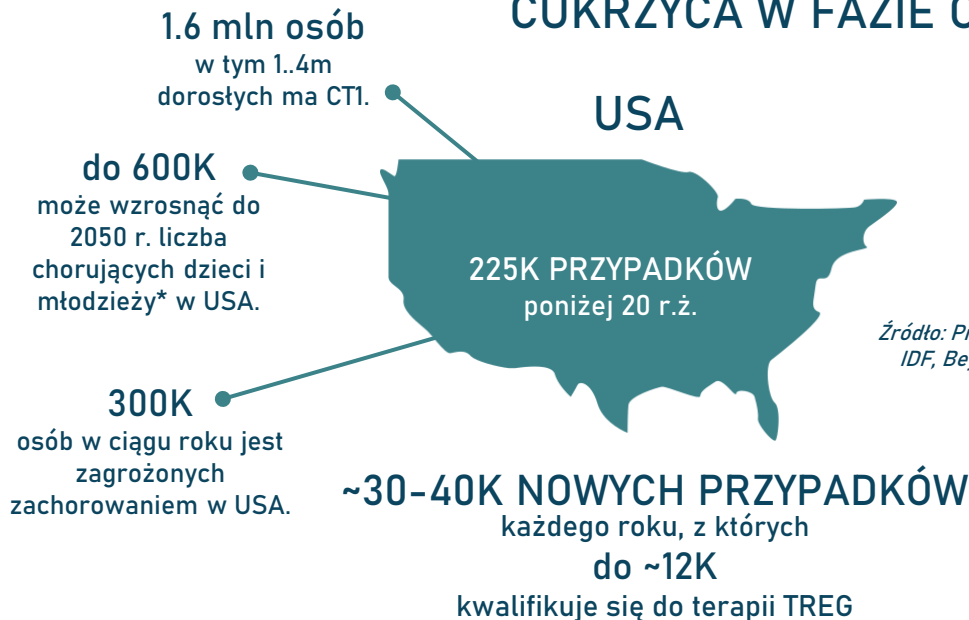 CUKRZYCA W FAZIE
1.6 mln osób
w tym 1..4m
dorosłych ma CT1.
USA
do 600K
może wzrosnąć do
2050 r. liczba
chorujących dzieci i
młodzieży* w USA.
225K PRZYPADKÓW
poniżej 20 r.ż.
Źródło:
IDF,
300K
osób w ciągu roku jest
zagrożonych
zachorowaniem w USA.
~30-40K NOWYCH PRZYPADKÓW
każdego roku, z których
do ~12K
kwalifikuje się do terapii TREG